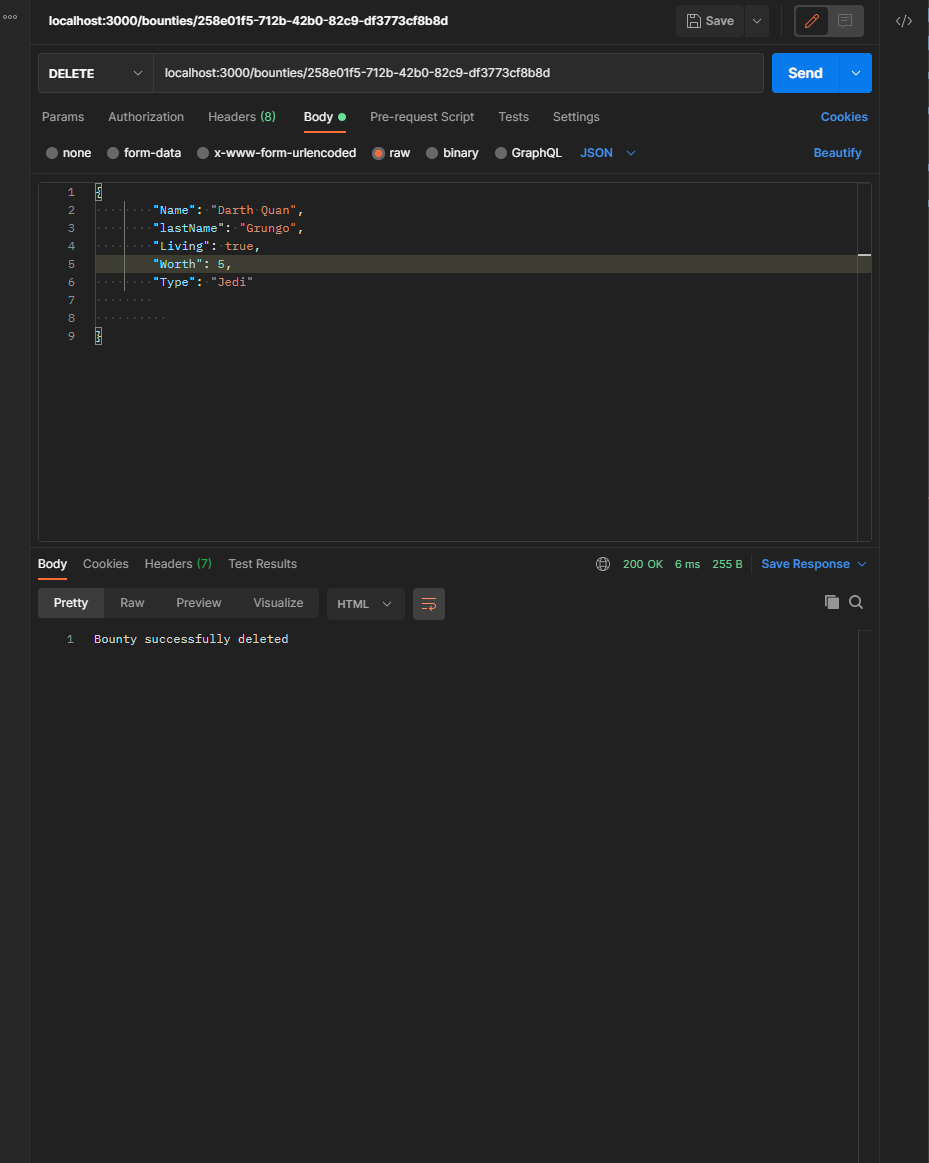 localhost:3000/bounties/258e01f5-712b-42b0-82c9-df3773cf8b8d Save
DELETE localhost:3000/bounties/258e01f5-712b-42b0-82c9-df3773cf8b8d Send
Params Authorization Headers (8) Body Pre-request Script Tests Settings Cookies
none form-data x-www-form-urlencoded raw binary GraphQL JSON Beautify
1 {
2 "Name": "Darth Quan",
3 "lastName": "Grungo",
4 "Living": true,
5 "Worth": 5,
6 "Type": "Jedi"
7
8
9 }
Body Cookies Headers (7) Test Results 200 OK 6 ms 255 B Save Response
Pretty Raw Preview Visualize HTML
1 Bounty successfully deleted